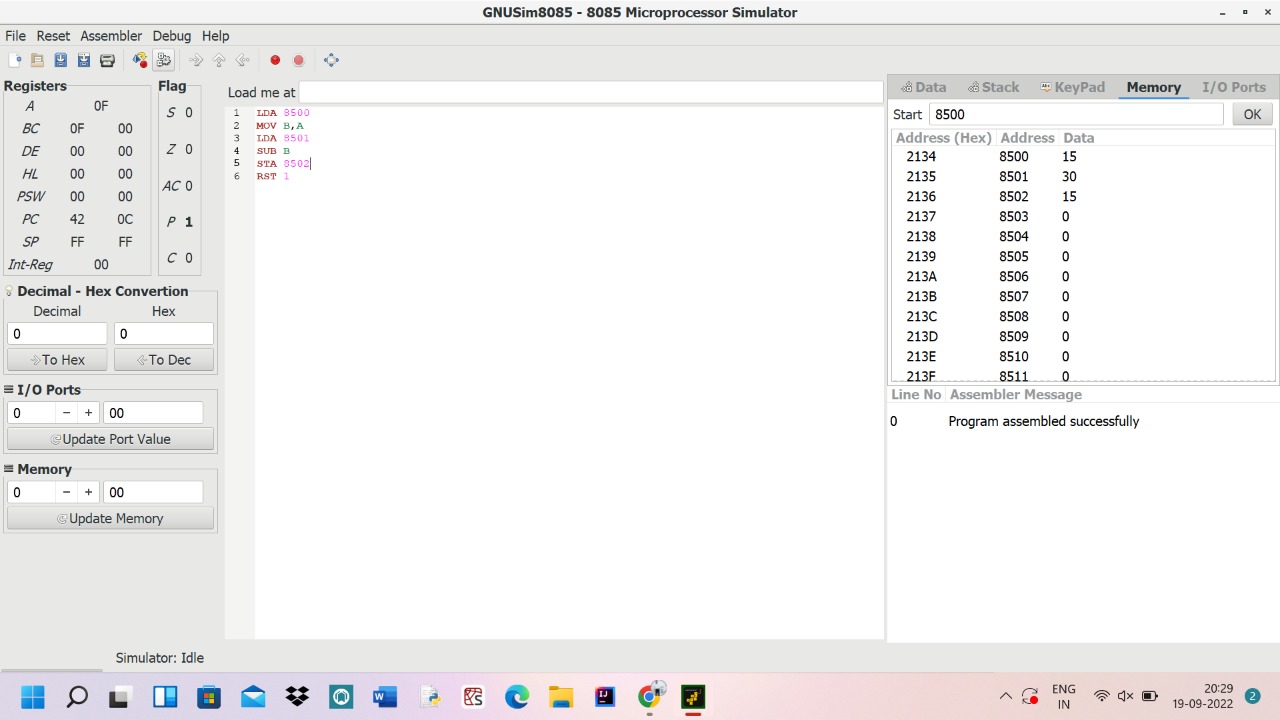 GNUSim8085 - 8085 Microprocessor Simulator
File Reset Assembler Debug Help
Registers
A 0F
BC 0F 00
DE 00 00
HL 00 00
PSW 00 00
PC 42 0C
SP FF FF
Int-Reg 00
Flag
S 0
Z 0
AC 0
P 1
C 0
Decimal - Hex Convertion
Decimal Hex
0 0
To Hex To Dec
I/O Ports
0 − + 00
Update Port Value
Memory
0 − + 00
Update Memory
Load me at
1 LDA 8500
2 MOV B,A
3 LDA 8501
4 SUB B
5 STA 8502
6 RST 1
Data Stack KeyPad Memory I/O Ports
Start 8500 OK
Address (Hex) Address Data
2134 8500 15
2135 8501 30
2136 8502 15
2137 8503 0
2138 8504 0
2139 8505 0
213A 8506 0
213B 8507 0
213C 8508 0
213D 8509 0
213E 8510 0
213F 8511 0
Line No Assembler Message
0 Program assembled successfully
Simulator: Idle
ENG
IN
20:29
19-09-2022
2